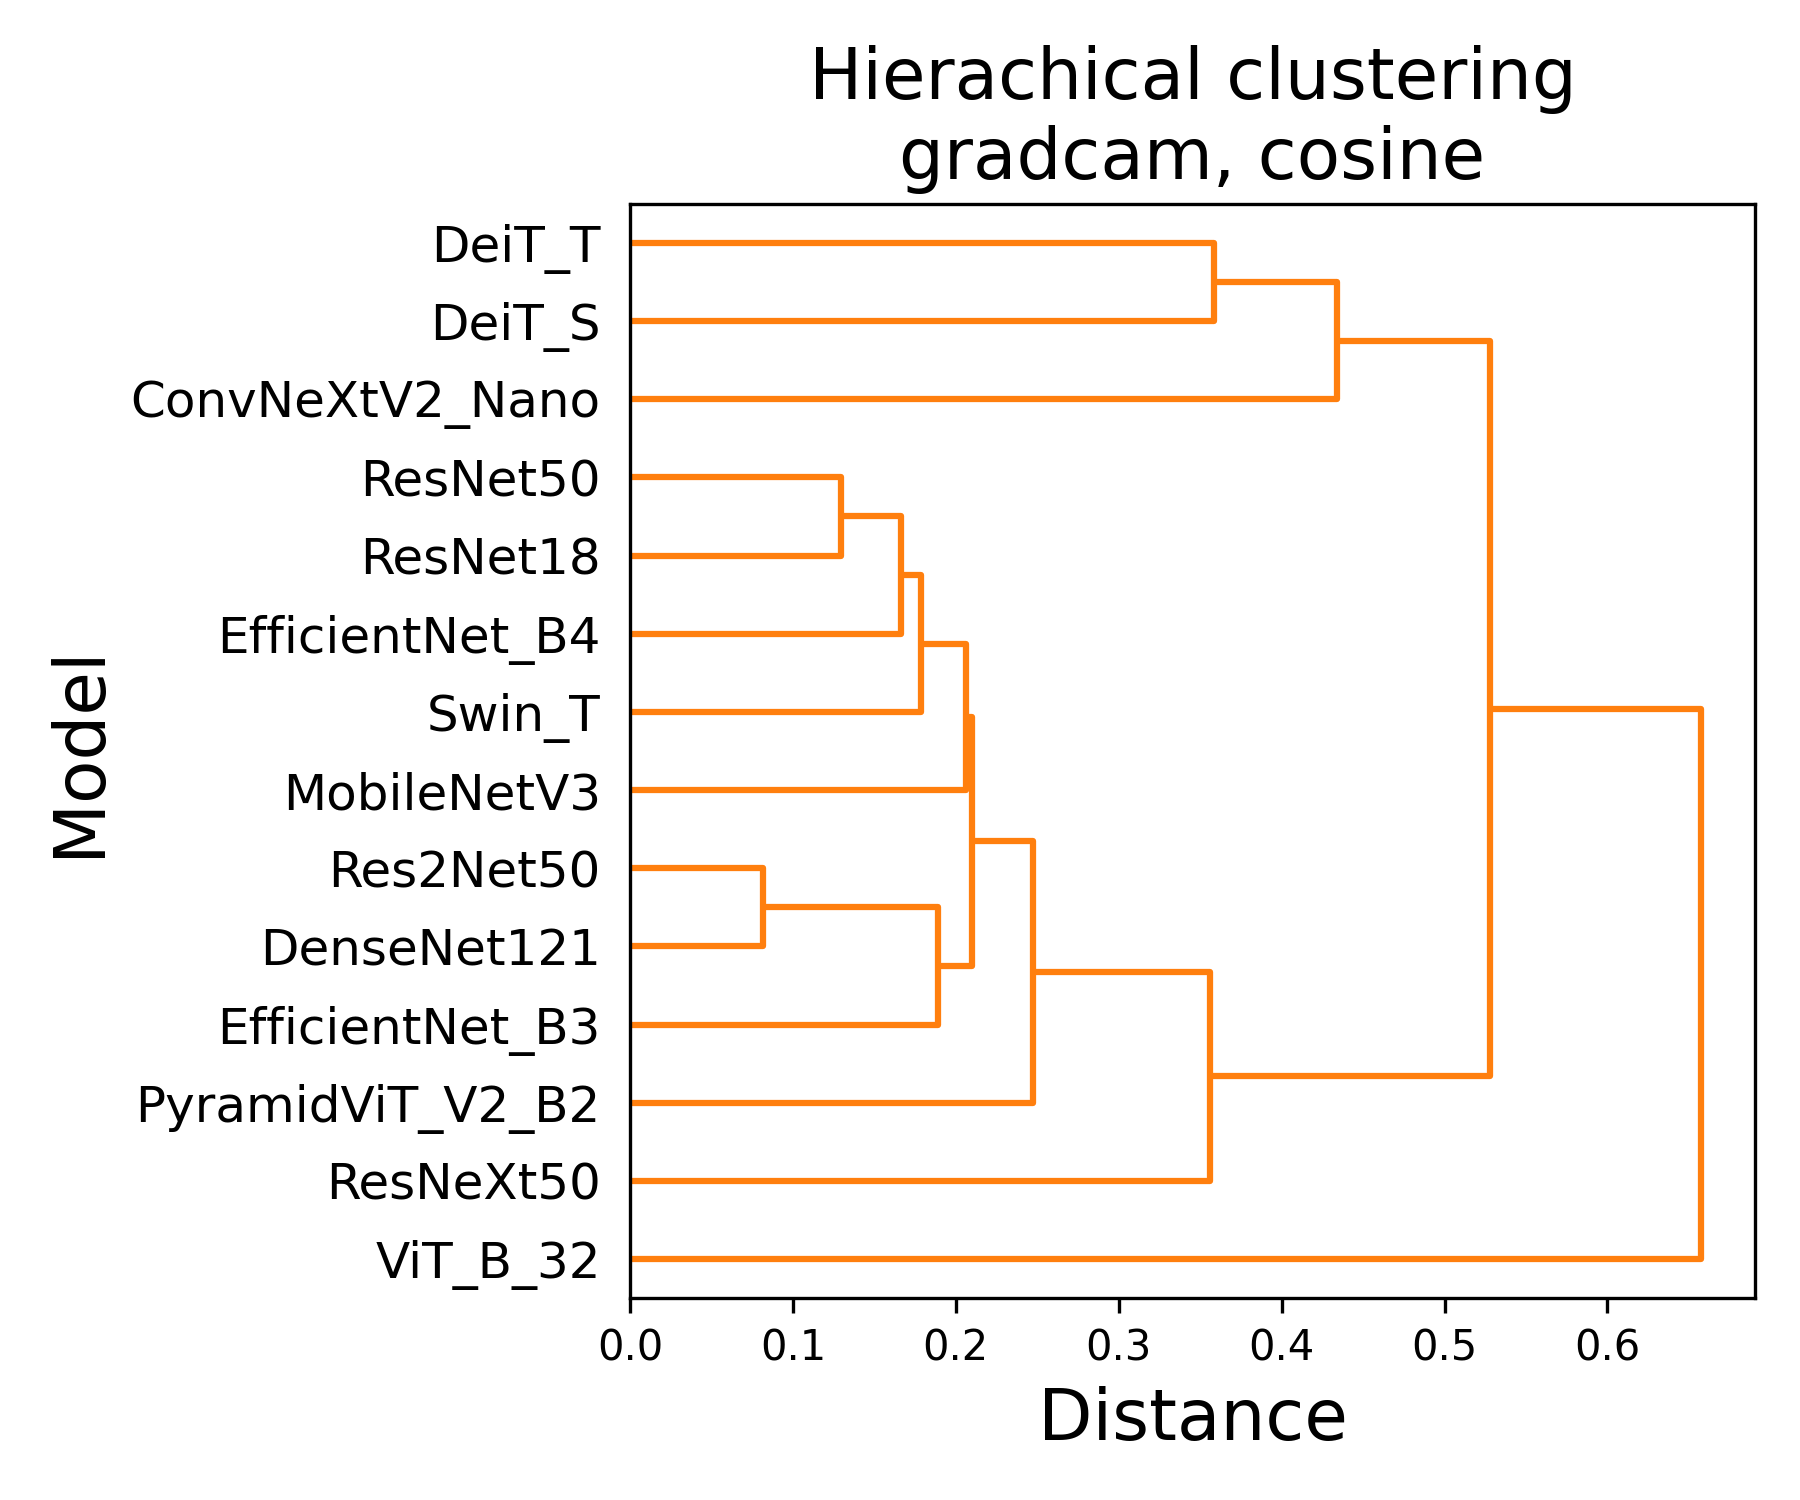 Hierachical clustering
gradcam, cosine
DeiT_T
DeiT_S
ConvNeXtV2_Nano
ResNet50
ResNet18
EfficientNet_B4
Swin_T
MobileNetV3
Res2Net50
DenseNet121
EfficientNet_B3
PyramidViT_V2_B2
ResNeXt50
ViT_B_32
Model
0.0 0.1 0.2 0.3 0.4 0.5 0.6
Distance